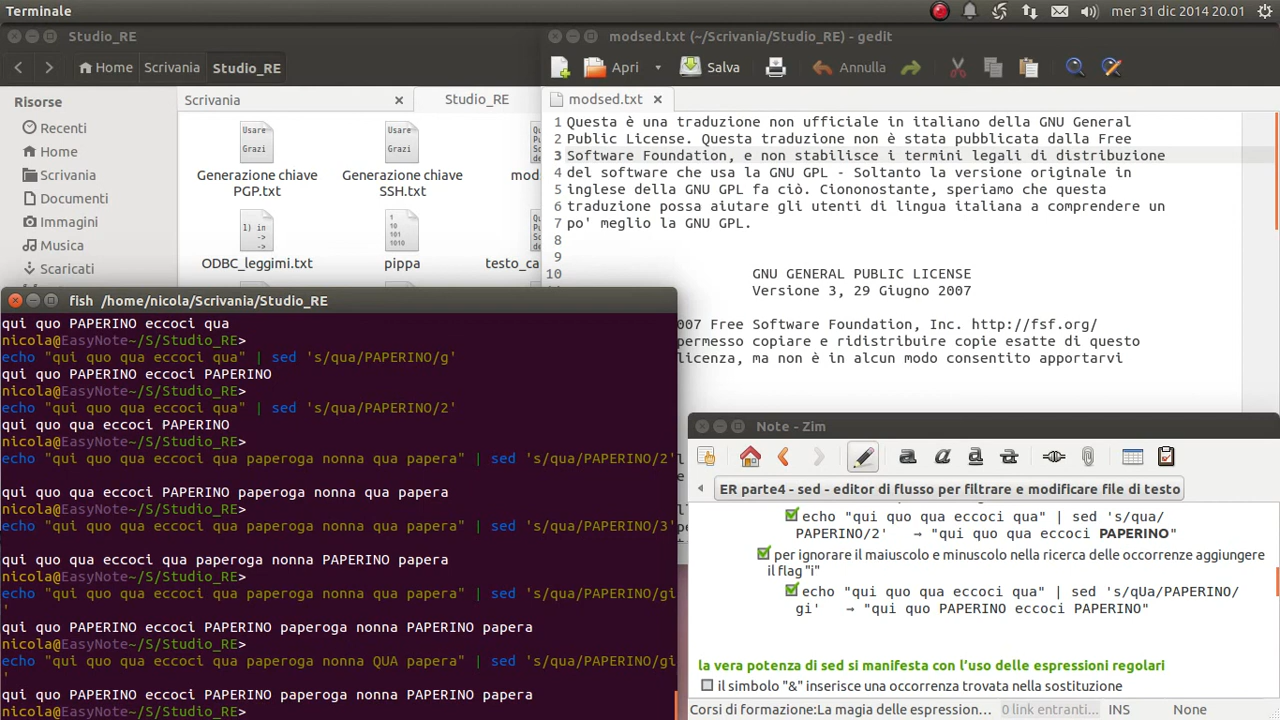 Terminale
mer 31 dic 2014 20.01
Studio_RE
Home
Scrivania
Studio_RE
Risorse
Recenti
Home
Scrivania
Documenti
Immagini
Musica
Scaricati
Scrivania
Studio_RE
Usare
Grazi
Usare
Grazi
Generazione chiave
PGP.txt
Generazione chiave
SSH.txt
mod
1) in
->
->
1
10
101
1010
ODBC_leggimi.txt
pippa
testo_ca
modsed.txt (~/Scrivania/Studio_RE) - gedit
Apri
Salva
Annulla
modsed.txt
1 Questa è una traduzione non ufficiale in italiano della GNU General
2 Public License. Questa traduzione non è stata pubblicata dalla Free
3 Software Foundation, e non stabilisce i termini legali di distribuzione
4 del software che usa la GNU GPL - Soltanto la versione originale in
5 inglese della GNU GPL fa ciò. Ciononostante, speriamo che questa
6 traduzione possa aiutare gli utenti di lingua italiana a comprendere un
7 po' meglio la GNU GPL.
8
9
10 GNU GENERAL PUBLIC LICENSE
Versione 3, 29 Giugno 2007
007 Free Software Foundation, Inc. http://fsf.org/
permesso copiare e ridistribuire copie esatte di questo
licenza, ma non è in alcun modo consentito apportarvi
fish /home/nicola/Scrivania/Studio_RE
qui quo PAPERINO eccoci qua
nicola@EasyNote~/S/Studio_RE>
echo "qui quo qua eccoci qua" | sed 's/qua/PAPERINO/g'
qui quo PAPERINO eccoci PAPERINO
nicola@EasyNote~/S/Studio_RE>
echo "qui quo qua eccoci qua" | sed 's/qua/PAPERINO/2'
qui quo qua eccoci PAPERINO
nicola@EasyNote~/S/Studio_RE>
echo "qui quo qua eccoci qua paperoga nonna qua papera" | sed 's/qua/PAPERINO/2'
qui quo qua eccoci PAPERINO paperoga nonna qua papera
nicola@EasyNote~/S/Studio_RE>
echo "qui quo qua eccoci qua paperoga nonna qua papera" | sed 's/qua/PAPERINO/3'
qui quo qua eccoci qua paperoga nonna PAPERINO papera
nicola@EasyNote~/S/Studio_RE>
echo "qui quo qua eccoci qua paperoga nonna qua papera" | sed 's/qua/PAPERINO/gi
'
qui quo PAPERINO eccoci PAPERINO paperoga nonna PAPERINO papera
nicola@EasyNote~/S/Studio_RE>
echo "qui quo qua eccoci qua paperoga nonna QUA papera" | sed 's/qua/PAPERINO/gi
'
qui quo PAPERINO eccoci PAPERINO paperoga nonna PAPERINO papera
nicola@EasyNote~/S/Studio_RE>
Note - Zim
ER parte4 - sed - editor di flusso per filtrare e modificare file di testo
echo "qui quo qua eccoci qua" | sed 's/qua/
PAPERINO/2' → "qui quo qua eccoci PAPERINO"
per ignorare il maiuscolo e minuscolo nella ricerca delle occorrenze aggiungere
il flag "i"
echo "qui quo qua eccoci qua" | sed 's/qUa/PAPERINO/
gi' → "qui quo PAPERINO eccoci PAPERINO"
la vera potenza di sed si manifesta con l'uso delle espressioni regolari
il simbolo "&" inserisce una occorrenza trovata nella sostituzione
Corsi di formazione:La magia delle espression...
0 link entranti...
INS
None